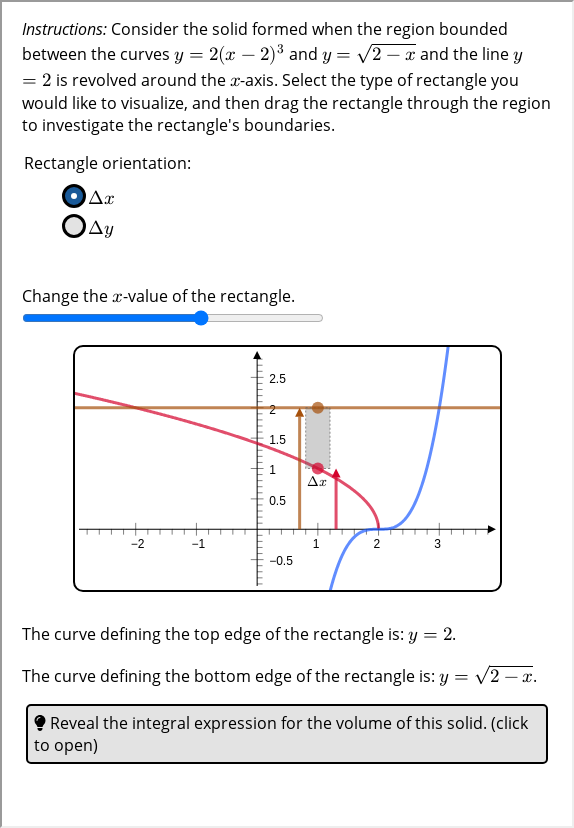 Instructions: Consider the solid formed when the region bounded
between the curves y = 2(x − 2)³ and y = √(2 − x) and the line y
= 2 is revolved around the x-axis. Select the type of rectangle you
would like to visualize, and then drag the rectangle through the region
to investigate the rectangle's boundaries.
Rectangle orientation:
Δx
Δy
Change the x-value of the rectangle.
2.5
2
1.5
1
Δx
0.5
−2 −1 1 2 3
−0.5
The curve defining the top edge of the rectangle is: y = 2.
The curve defining the bottom edge of the rectangle is: y = √(2 − x).
Reveal the integral expression for the volume of this solid. (click
to open)